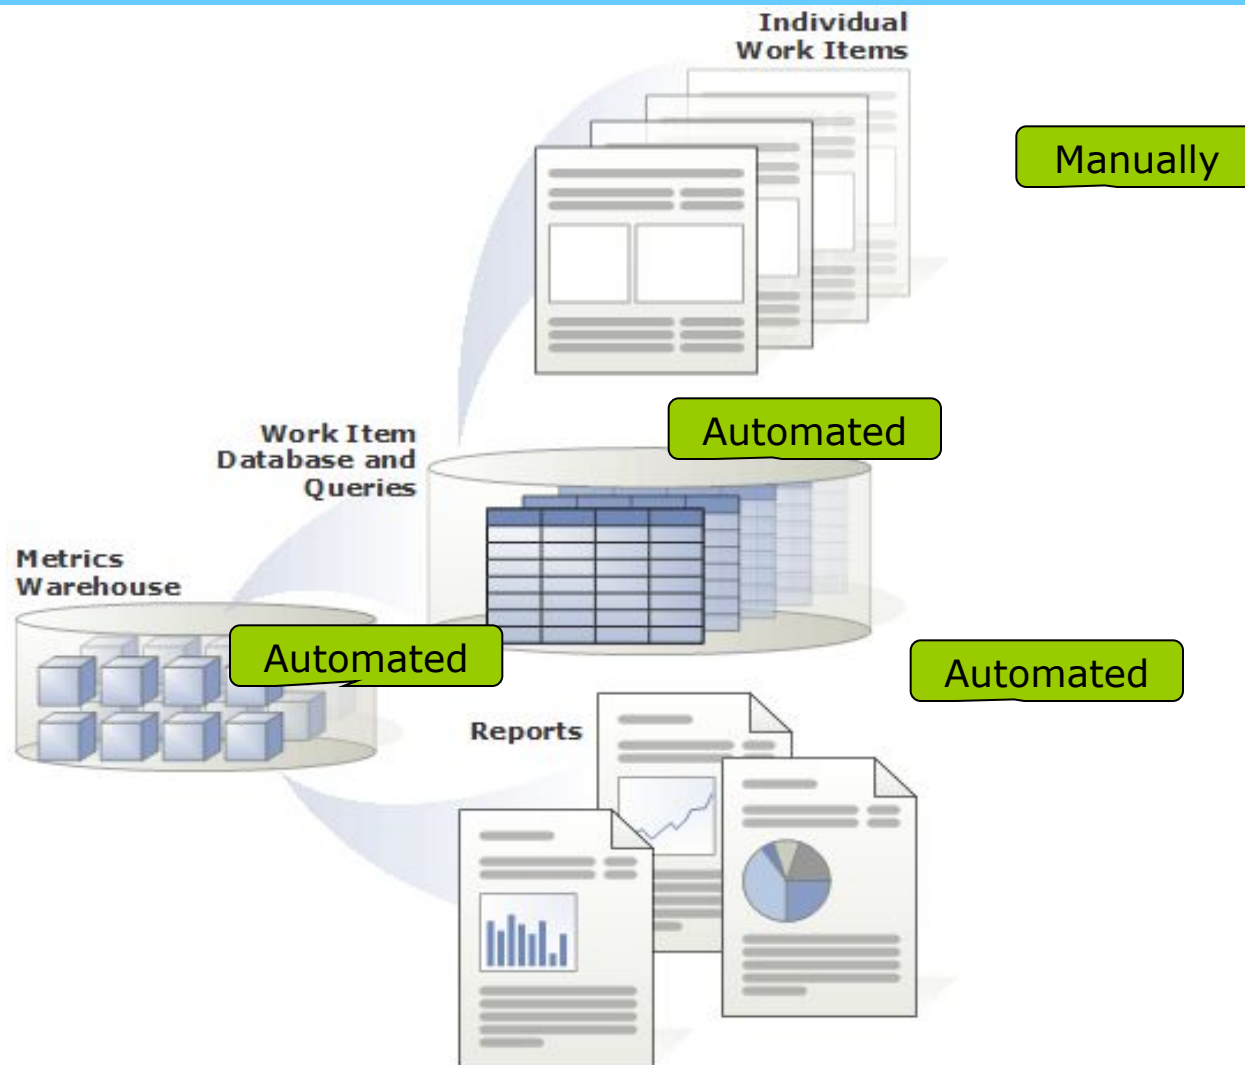 Individual
Work Items
Manually
Automated
Work Item
Database and
Queries
Metrics
Warehouse
Automated
Automated
Reports